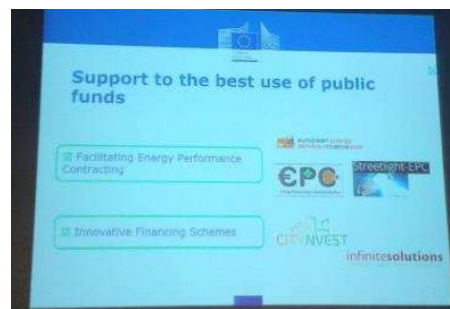 Support to the best use of public
funds
☑ Facilitating Energy Performance
Contracting
EPC
Streetlight-EPC
☑ Innovative Financing Schemes
CITYNVEST
infinitesolutions